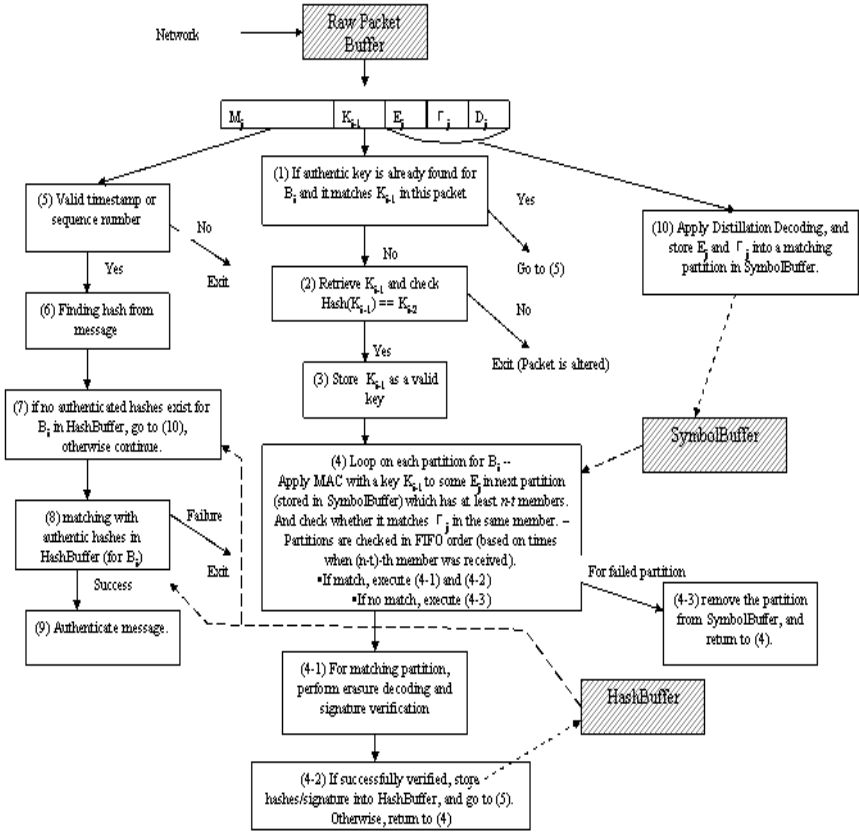 Raw Packet
Buffer
Network
M_j K_i-1 E_j Γ_j D_j
(1) If authentic key is already found for
B_i and it matches K_i-1 in this packet
Yes
Go to (5)
No
(2) Retrieve K_i-1 and check
Hash(K_i-1) == K_i-2
No
Exit (Packet is altered)
Yes
(3) Store K_i-1 as a valid
key
(4) Loop on each partition for B_i --
Apply MAC with a key K_i-1 to some E_j in next partition
(stored in SymbolBuffer) which has at least n-t members.
And check whether it matches Γ_j in the same member. –
Partitions are checked in FIFO order (based on times
when (n-t)-th member was received).
▪If match, execute (4-1) and (4-2)
▪If no match, execute (4-3)
For failed partition
(4-3) remove the partition
from SymbolBuffer, and
return to (4).
(4-1) For matching partition,
perform erasure decoding and
signature verification
(4-2) If successfully verified, store
hashes/signature into HashBuffer, and go to (5).
Otherwise, return to (4)
(5) Valid timestamp or
sequence number
No
Exit
Yes
(6) Finding hash from
message
(7) if no authenticated hashes exist for
B_i in HashBuffer, go to (10),
otherwise continue.
(8) matching with
authentic hashes in
HashBuffer (for B_i)
Failure
Exit
Success
(9) Authenticate message.
(10) Apply Distillation Decoding, and
store E_j and Γ_j into a matching
partition in SymbolBuffer.
SymbolBuffer
HashBuffer